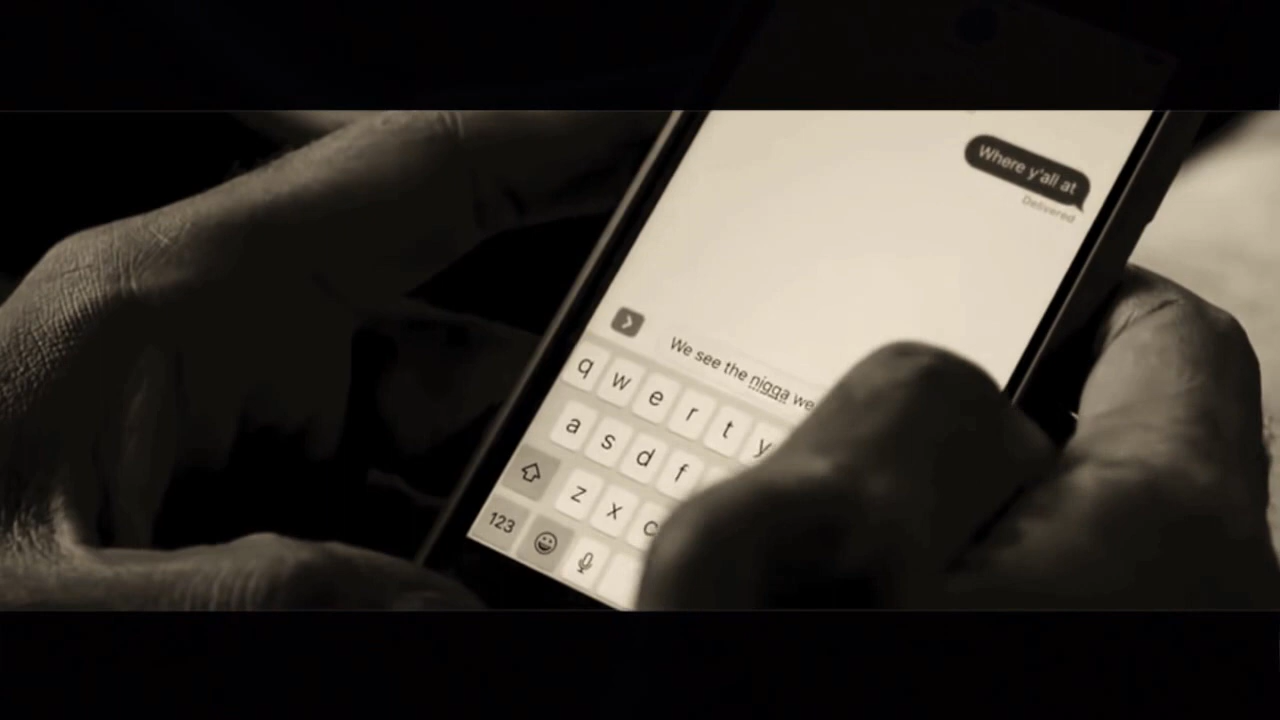 Where y'all at
Delivered
We see the nigga we
q w e r t y
a s d f
z x c
123